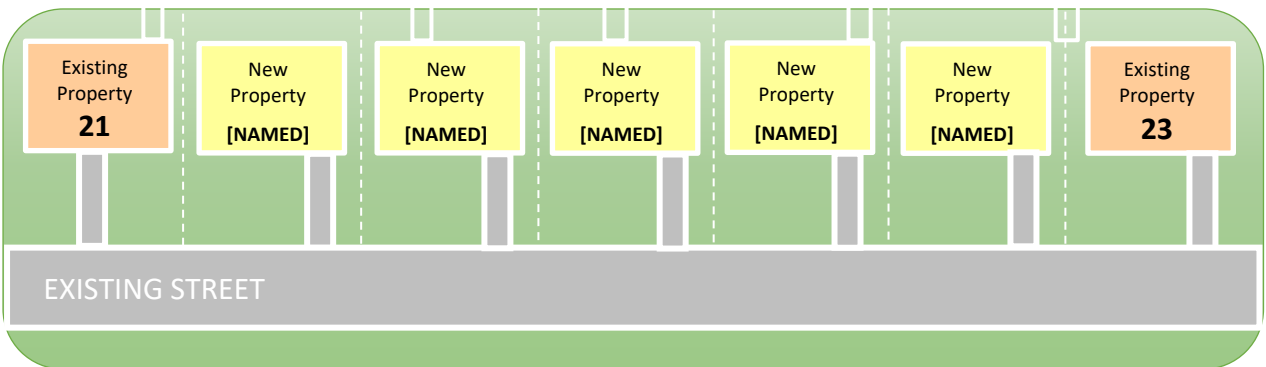 Existing
Property
21
New
Property
[NAMED]
New
Property
[NAMED]
New
Property
[NAMED]
New
Property
[NAMED]
New
Property
[NAMED]
Existing
Property
23
EXISTING STREET